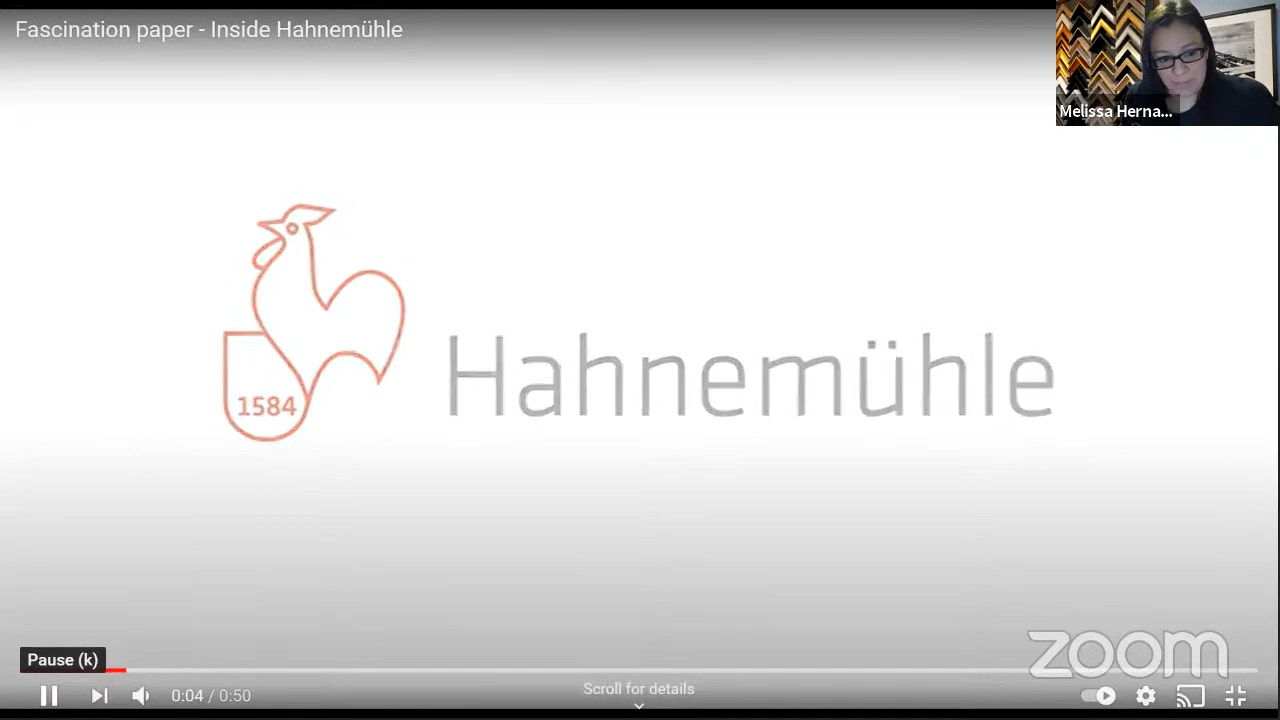 Fascination paper - Inside Hahnemühle
Melissa Herna...
1584
Hahnemühle
zoom
Pause (k)
0:04 / 0:50
Scroll for details